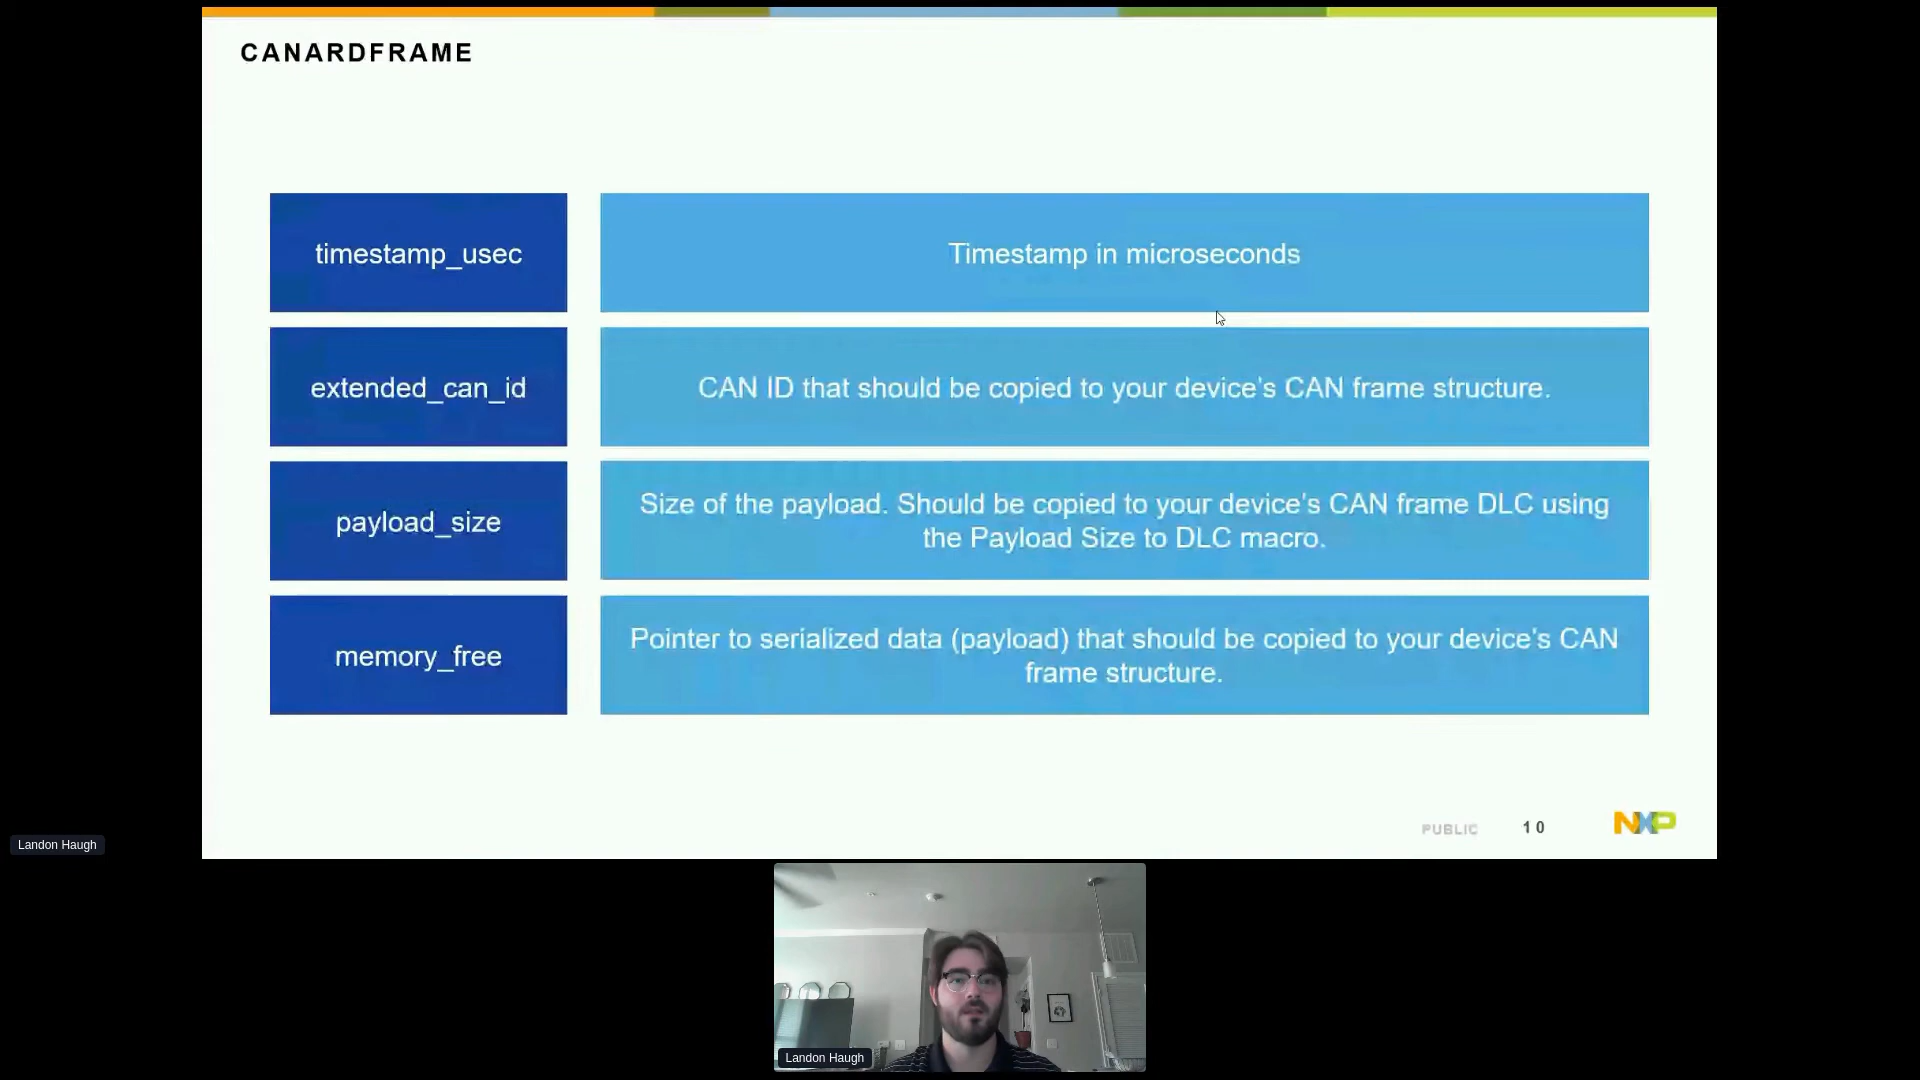 CANARDFRAME
timestamp_usec
Timestamp in microseconds
extended_can_id
CAN ID that should be copied to your device's CAN frame structure.
payload_size
Size of the payload. Should be copied to your device's CAN frame DLC using
the Payload Size to DLC macro.
memory_free
Pointer to serialized data (payload) that should be copied to your device's CAN
frame structure.
PUBLIC
10
NXP
Landon Haugh
Landon Haugh